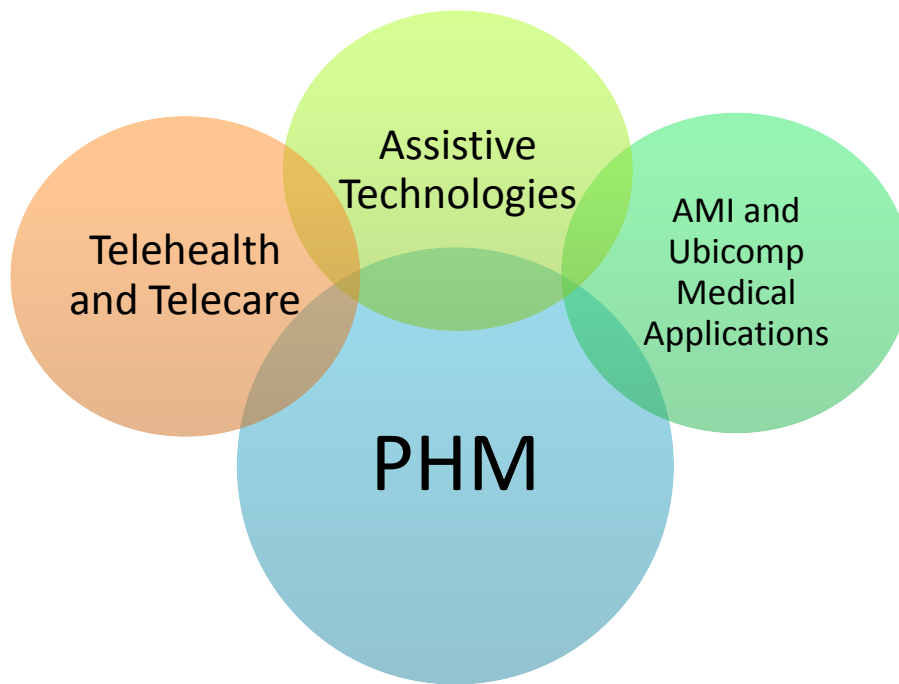 Assistive
Technologies
Telehealth
and Telecare
AMI and
Ubicomp
Medical
Applications
PHM